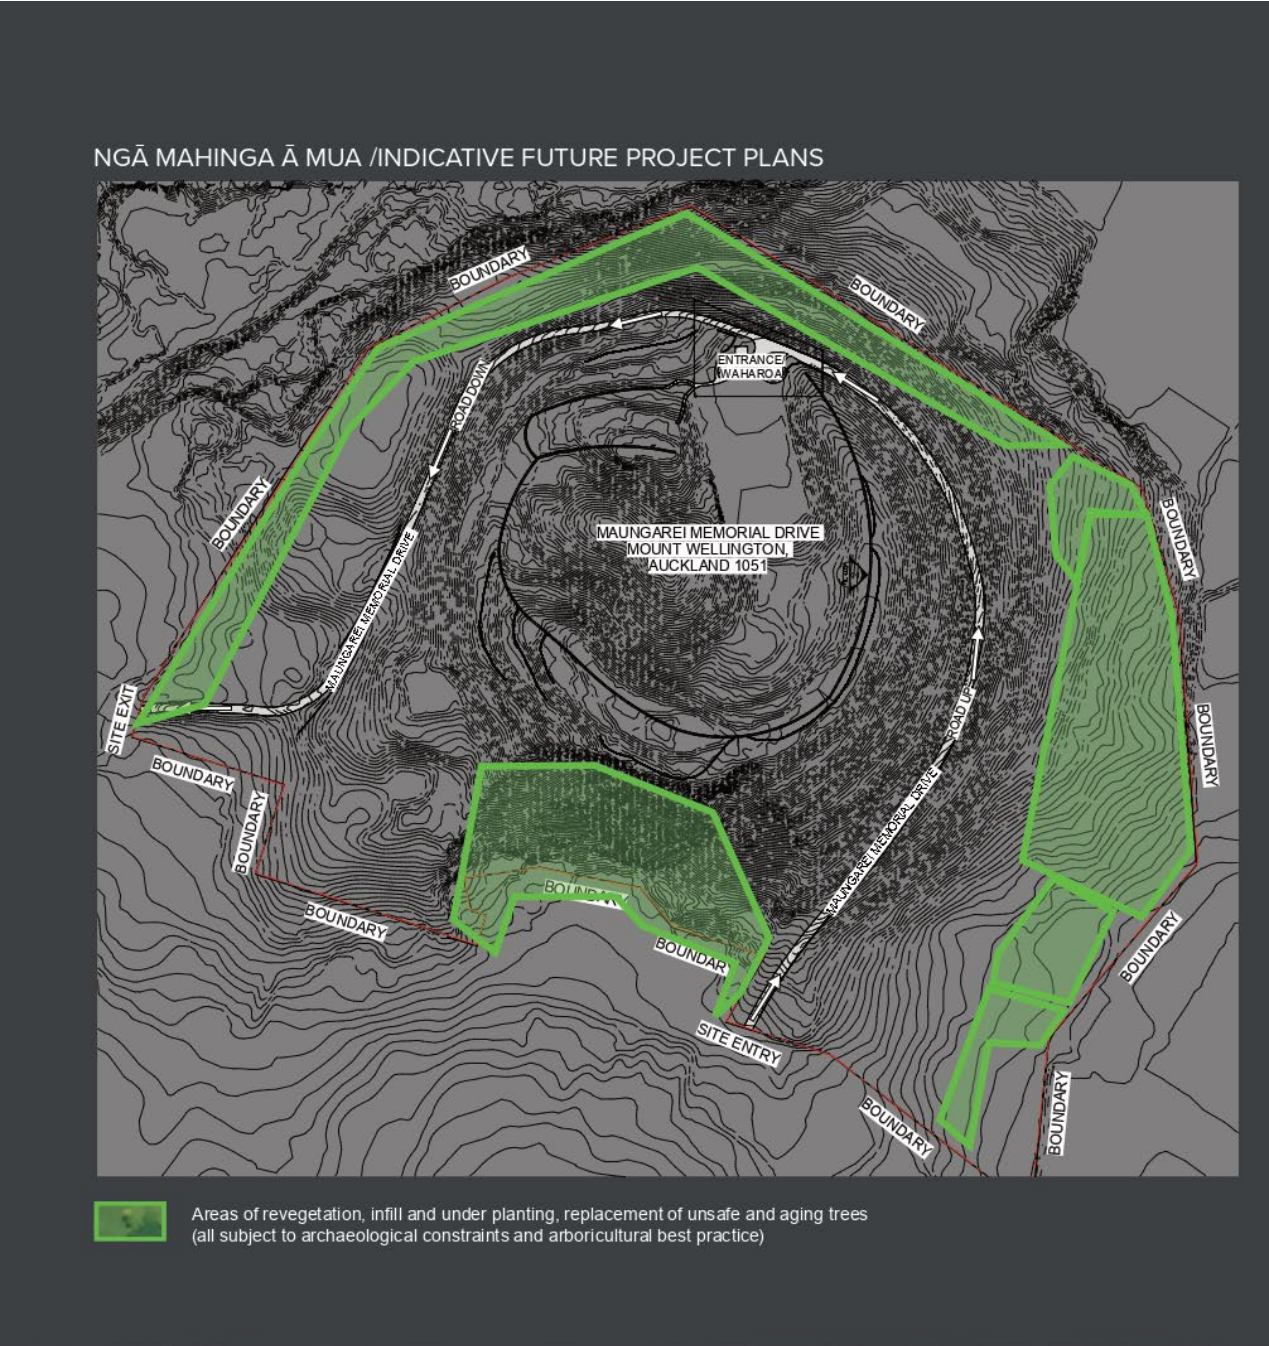 NGĀ MAHINGA Ā MUA /INDICATIVE FUTURE PROJECT PLANS
BOUNDARY
BOUNDARY
ENTRANCE/
WAHAROA
ROAD DOWN
BOUNDARY
BOUNDARY
MAUNGAREI MEMORIAL DRIVE
MOUNT WELLINGTON,
AUCKLAND 1051
MAUNGAREI MEMORIAL DRIVE
SITE EXIT
ROAD UP
BOUNDARY
BOUNDARY
BOUNDARY
MAUNGAREI MEMORIAL DRIVE
BOUNDARY
BOUNDARY
BOUNDARY
BOUNDARY
SITE ENTRY
BOUNDARY
BOUNDARY
Areas of revegetation, infill and under planting, replacement of unsafe and aging trees
(all subject to archaeological constraints and arboricultural best practice)